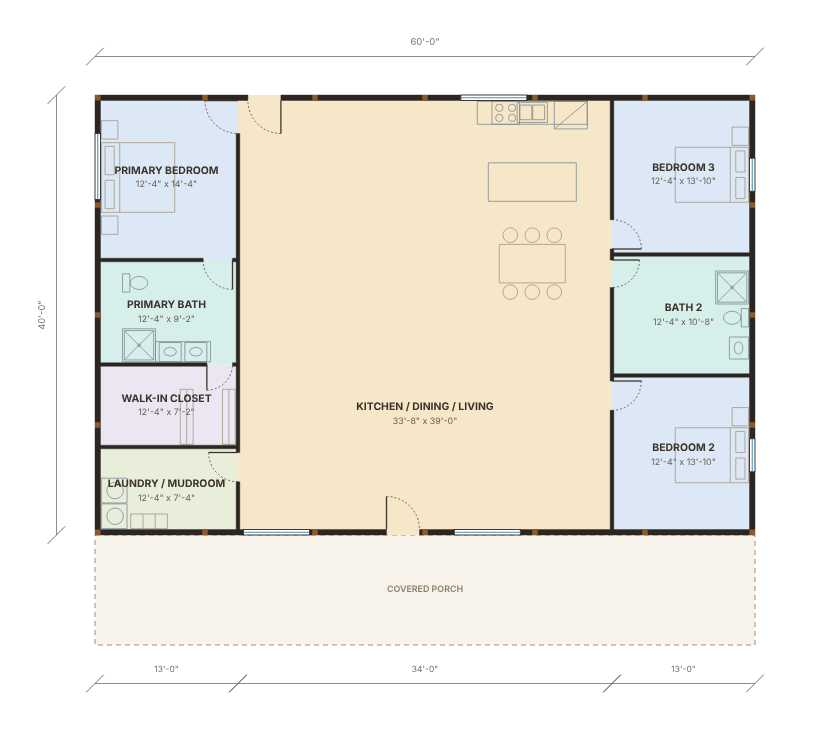 60'-0"
40'-0"
PRIMARY BEDROOM
12'-4" x 14'-4"
BEDROOM 3
12'-4" x 13'-10"
PRIMARY BATH
12'-4" x 9'-2"
BATH 2
12'-4" x 10'-8"
WALK-IN CLOSET
12'-4" x 7'-2"
KITCHEN / DINING / LIVING
33'-8" x 39'-0"
BEDROOM 2
12'-4" x 13'-10"
LAUNDRY / MUDROOM
12'-4" x 7'-4"
COVERED PORCH
13'-0"
34'-0"
13'-0"